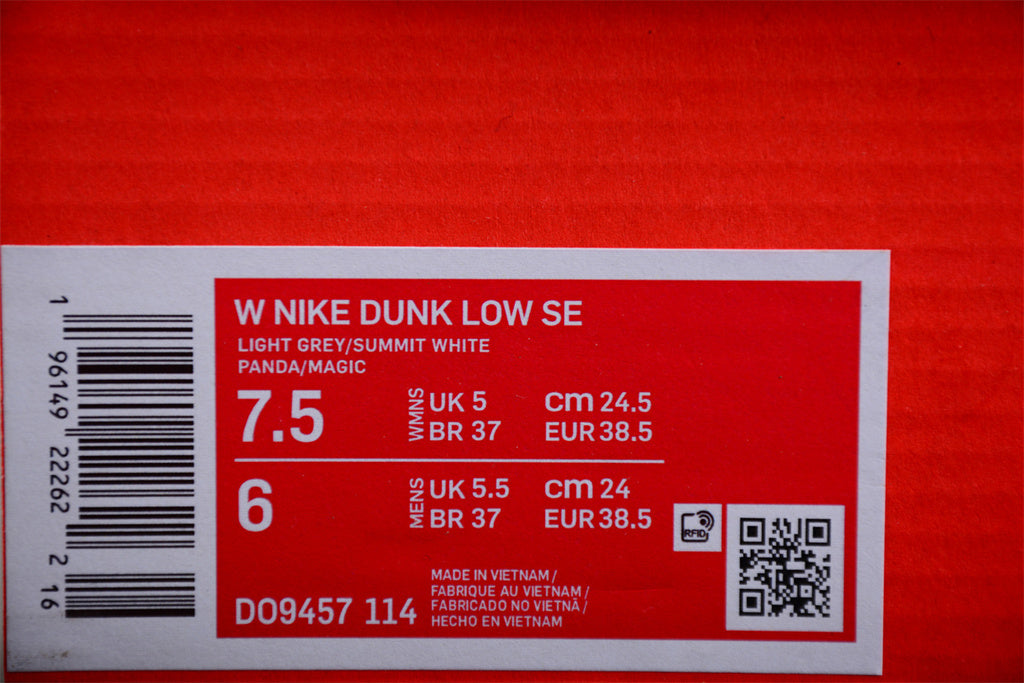 1
96149 22262 2
16
W NIKE DUNK LOW SE
LIGHT GREY/SUMMIT WHITE
PANDA/MAGIC
7.5
WMNS
UK 5
cm 24.5
BR 37
EUR 38.5
6
MENS
UK 5.5
cm 24
BR 37
EUR 38.5
RFID
DO9457 114
MADE IN VIETNAM /
FABRIQUE AU VIETNAM /
FABRICADO NO VIETNÃ /
HECHO EN VIETNAM